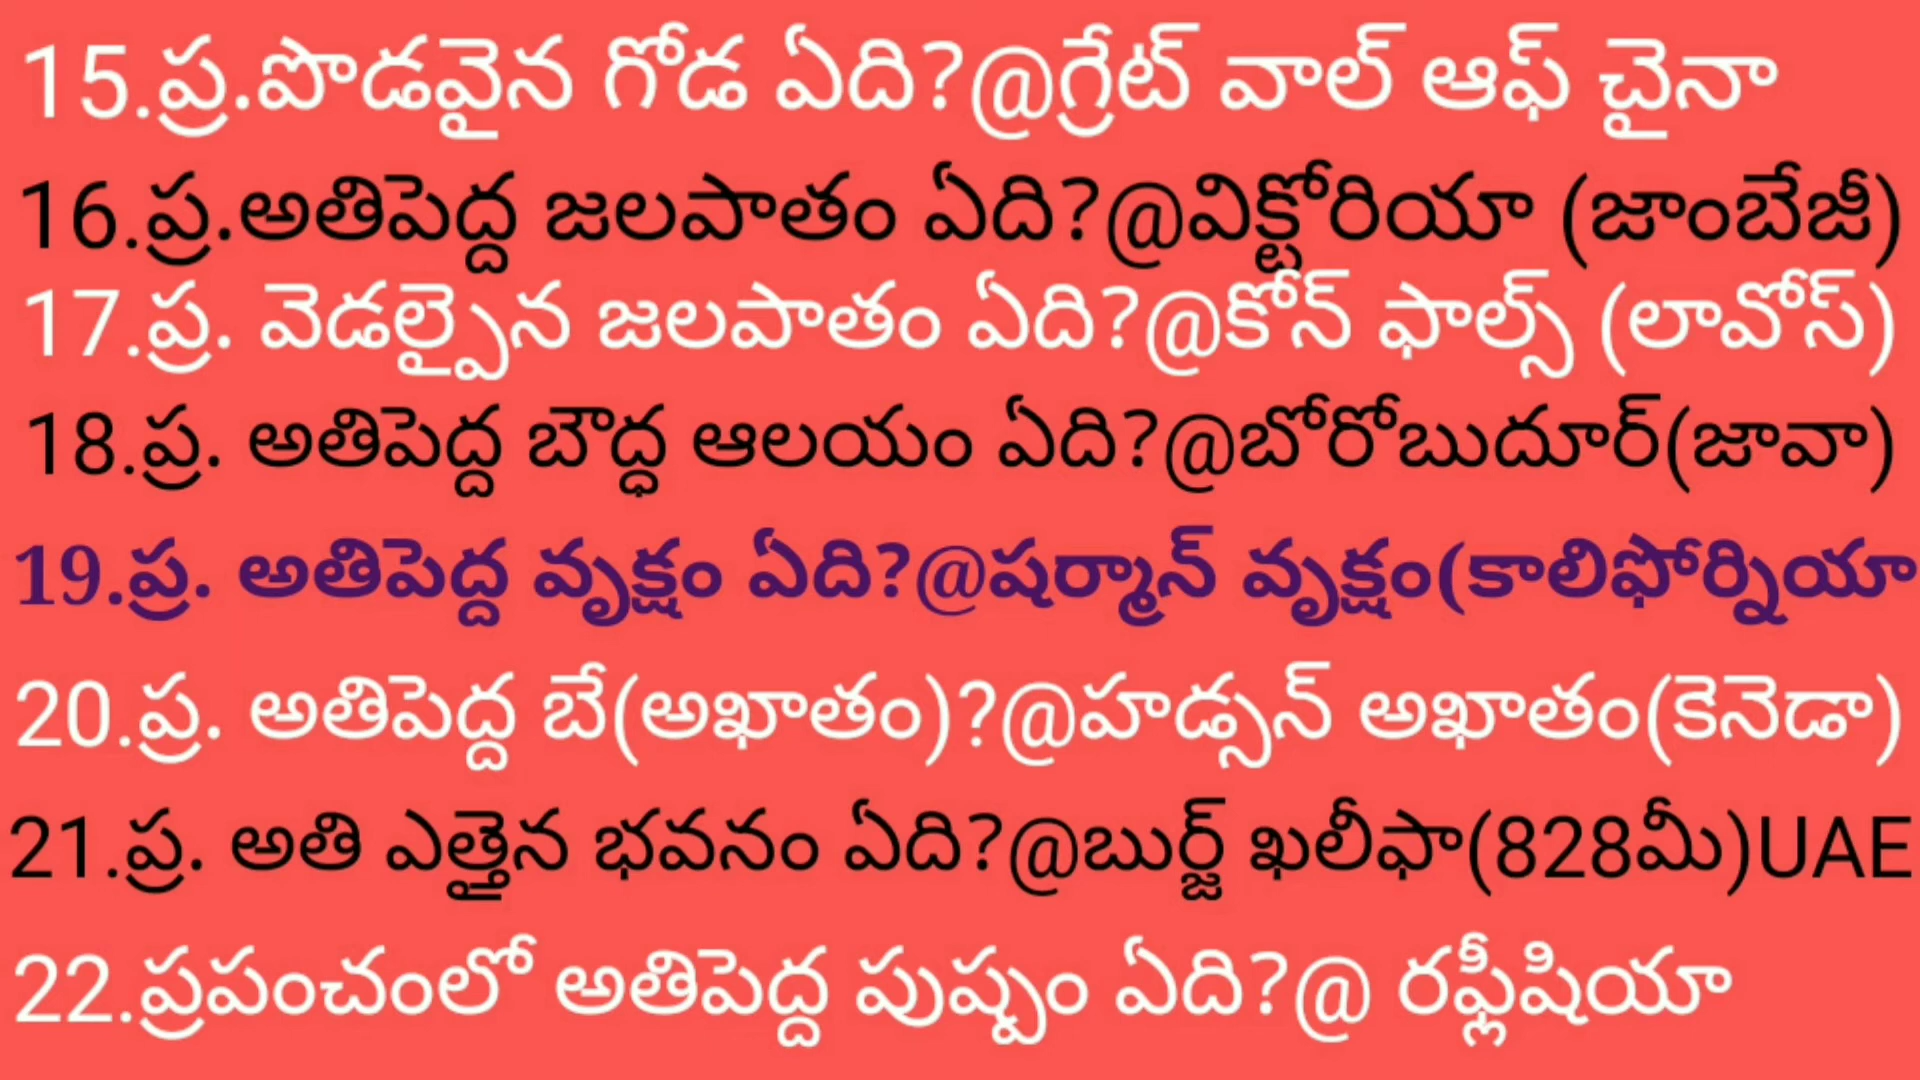 15.ప్ర.పొడవైన గోడ ఏది?@గ్రేట్ వాల్ ఆఫ్ చైనా
16.ప్ర.అతిపెద్ద జలపాతం ఏది?@విక్టోరియా (జాంబేజీ)
17.ప్ర. వెడల్పైన జలపాతం ఏది?@కోన్ ఫాల్స్ (లావోస్)
18.ప్ర. అతిపెద్ద బౌద్ధ ఆలయం ఏది?@బోరోబుదూర్(జావా)
19.ప్ర. అతిపెద్ద వృక్షం ఏది?@షర్మాన్ వృక్షం(కాలిఫోర్నియా
20.ప్ర. అతిపెద్ద బే(అఖాతం)?@హడ్సన్ అఖాతం(కెనెడా)
21.ప్ర. అతి ఎత్తైన భవనం ఏది?@బుర్జ్ ఖలీఫా(828మీ)UAE
22.ప్రపంచంలో అతిపెద్ద పుష్పం ఏది?@ రఫ్లీషియా